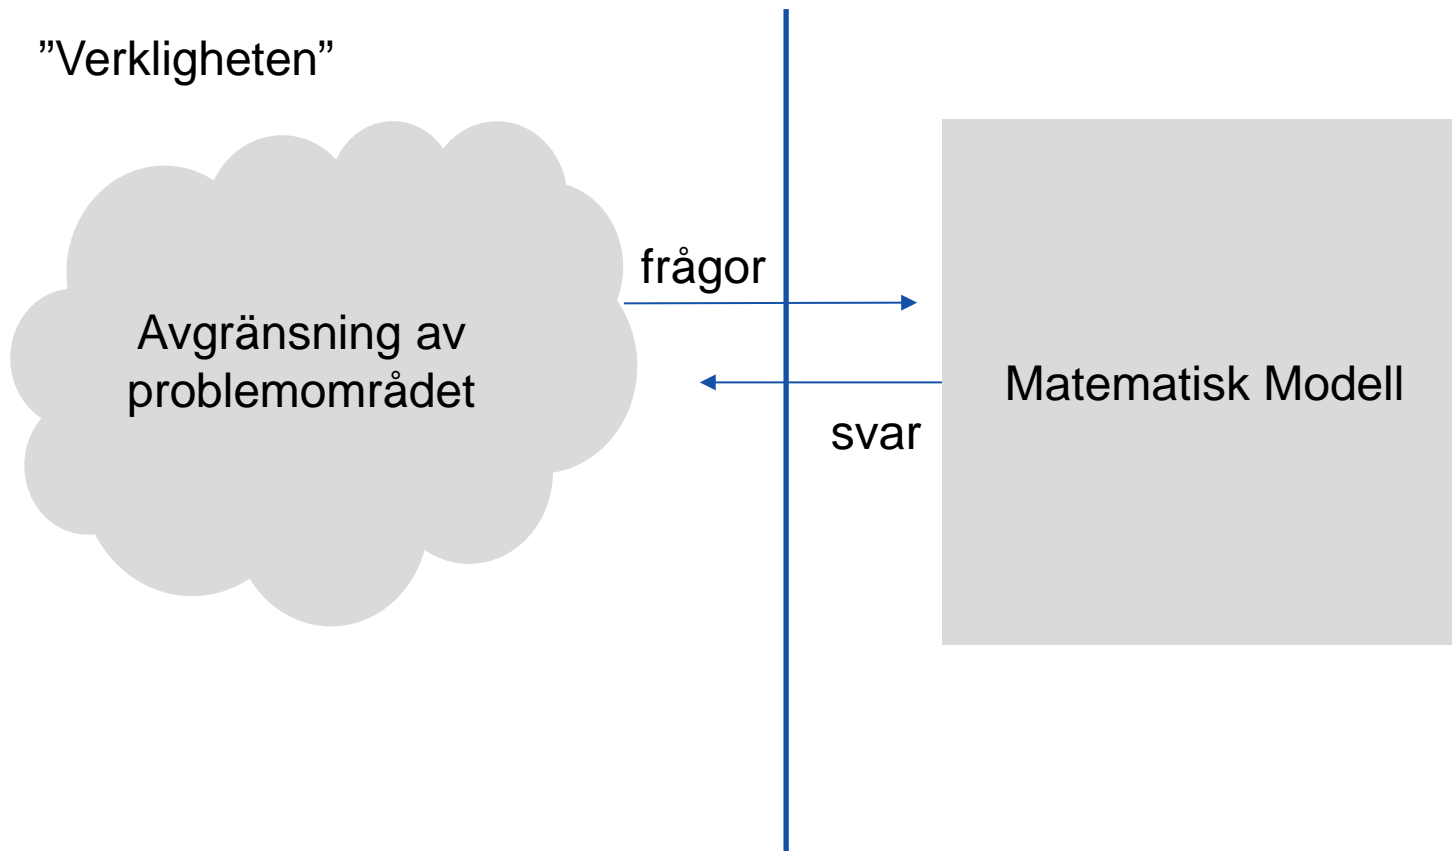 ”Verkligheten”
frågor
Avgränsning av
problemområdet
Matematisk Modell
svar